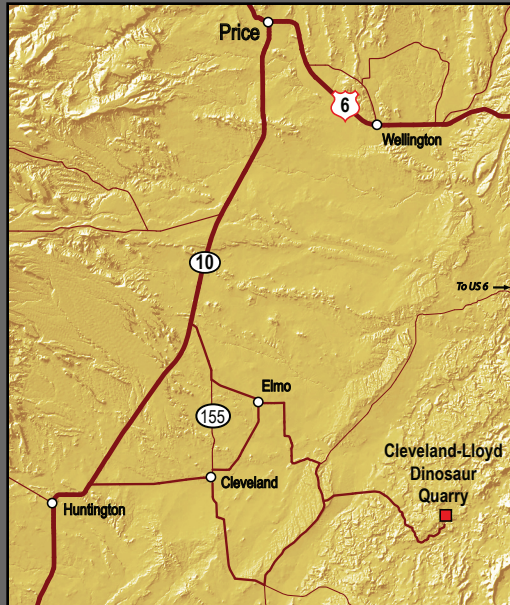 Price
6
Wellington
10
To US 6
Elmo
155
Cleveland-Lloyd
Dinosaur
Quarry
Cleveland
Huntington